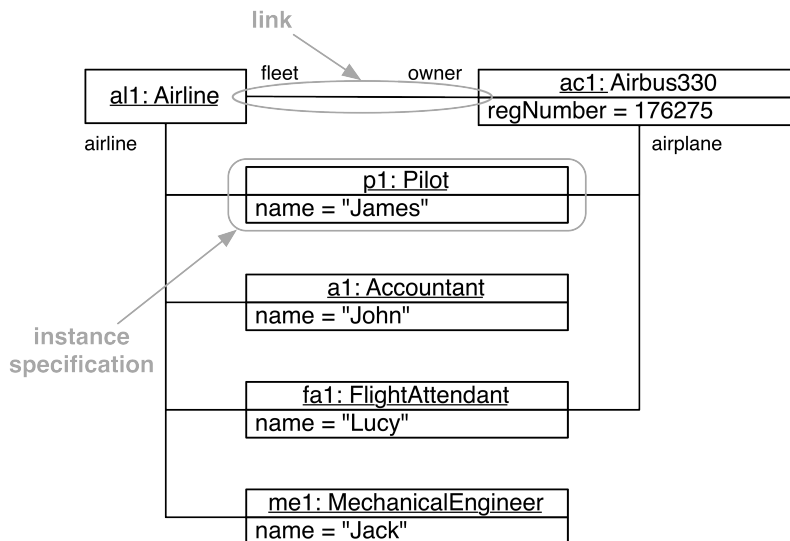 link
fleet
owner
al1: Airline
ac1: Airbus330
regNumber = 176275
airline
airplane
p1: Pilot
name = "James"
a1: Accountant
name = "John"
instance
specification
fa1: FlightAttendant
name = "Lucy"
me1: MechanicalEngineer
name = "Jack"